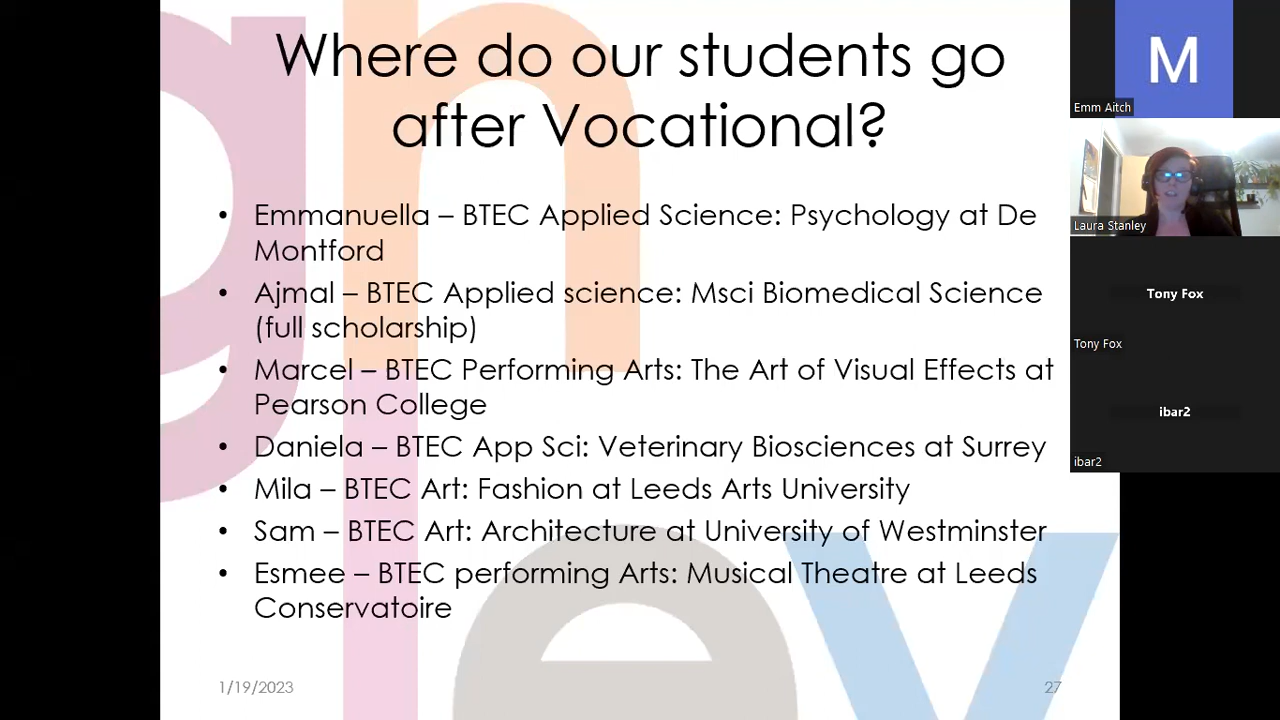 Where do our students go
after Vocational?
• Emmanuella – BTEC Applied Science: Psychology at De
Montford
• Ajmal – BTEC Applied science: Msci Biomedical Science
(full scholarship)
• Marcel – BTEC Performing Arts: The Art of Visual Effects at
Pearson College
• Daniela – BTEC App Sci: Veterinary Biosciences at Surrey
• Mila – BTEC Art: Fashion at Leeds Arts University
• Sam – BTEC Art: Architecture at University of Westminster
• Esmee – BTEC performing Arts: Musical Theatre at Leeds
Conservatoire
1/19/2023
27
M
Emm Aitch
Laura Stanley
Tony Fox
Tony Fox
ibar2
ibar2